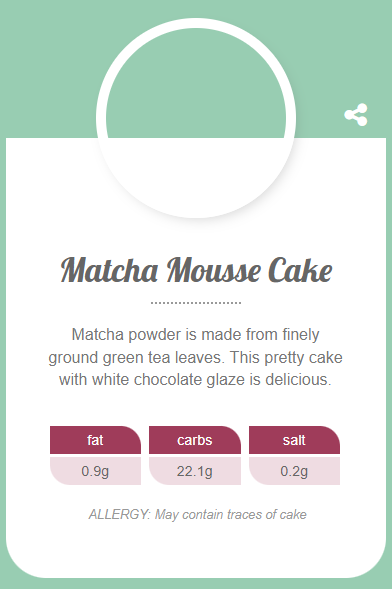 Matcha Mousse Cake
Matcha powder is made from finely
ground green tea leaves. This pretty cake
with white chocolate glaze is delicious.
fat carbs salt
0.9g 22.1g 0.2g
ALLERGY: May contain traces of cake